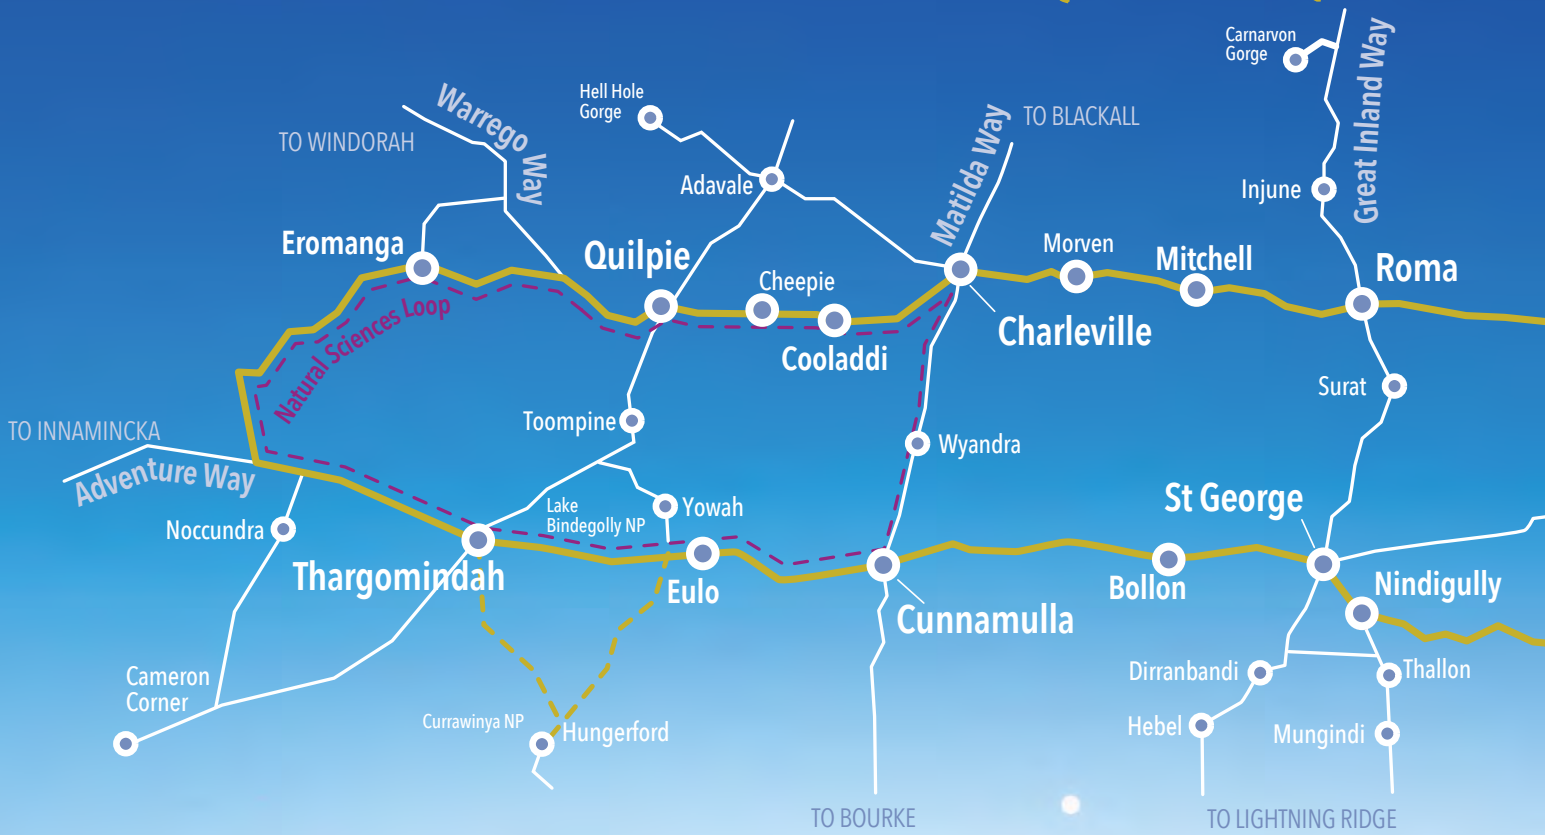 Carnarvon
Gorge
Great Inland Way
Warrego
Way
Hell Hole
Gorge
TO WINDORAH
Matilda Way
TO BLACKALL
Adavale
Injune
Eromanga
Quilpie
Morven
Mitchell
Roma
Cheepie
Natural Sciences Loop
Charleville
Cooladdi
Surat
TO INNAMINCKA
Toompine
Wyandra
Adventure Way
St George
Lake
Bindegolly NP
Yowah
Noccundra
Thargomindah
Eulo
Bollon
Nindigully
Cunnamulla
Cameron
Corner
Dirranbandi
Thallon
Currawinya NP
Hungerford
Hebel
Mungindi
TO BOURKE
TO LIGHTNING RIDGE